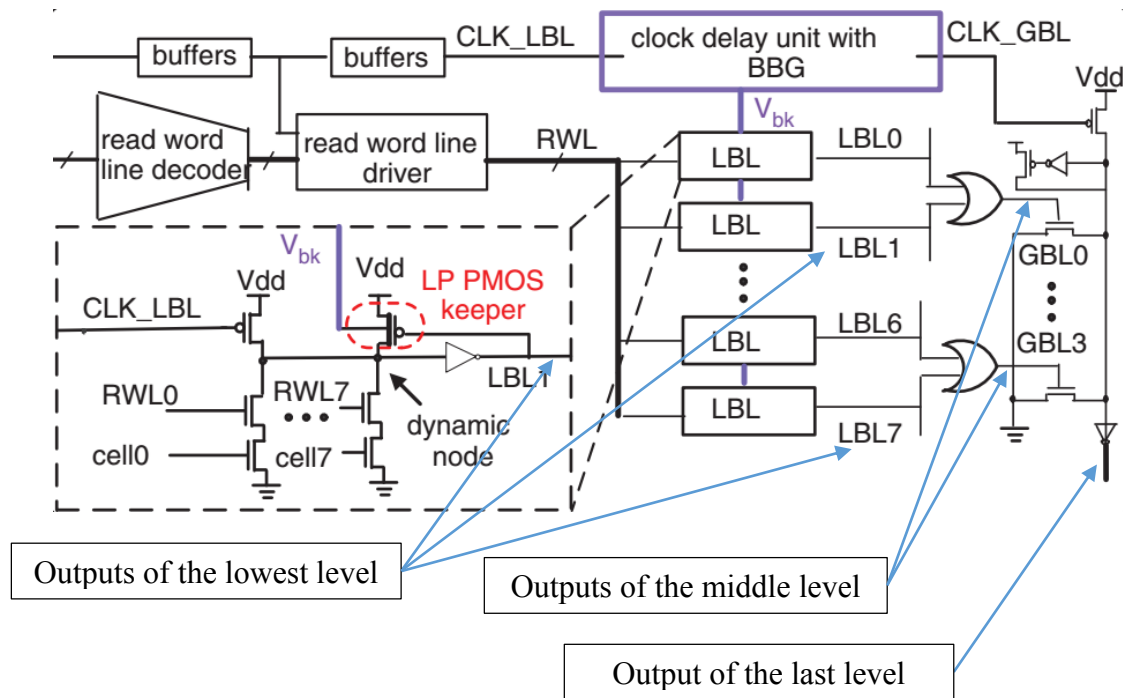 buffers
buffers
CLK_LBL
clock delay unit with
BBG
CLK_GBL
Vdd
read word
line decoder
read word line
driver
RWL
Vbk
LBL
LBL0
LBL
LBL1
GBL0
LBL
LBL6
GBL3
LBL
LBL7
Vbk
Vdd
Vdd
LP PMOS
keeper
CLK_LBL
LBL1
RWL0
RWL7
dynamic
node
cell0
cell7
Outputs of the lowest level
Outputs of the middle level
Output of the last level